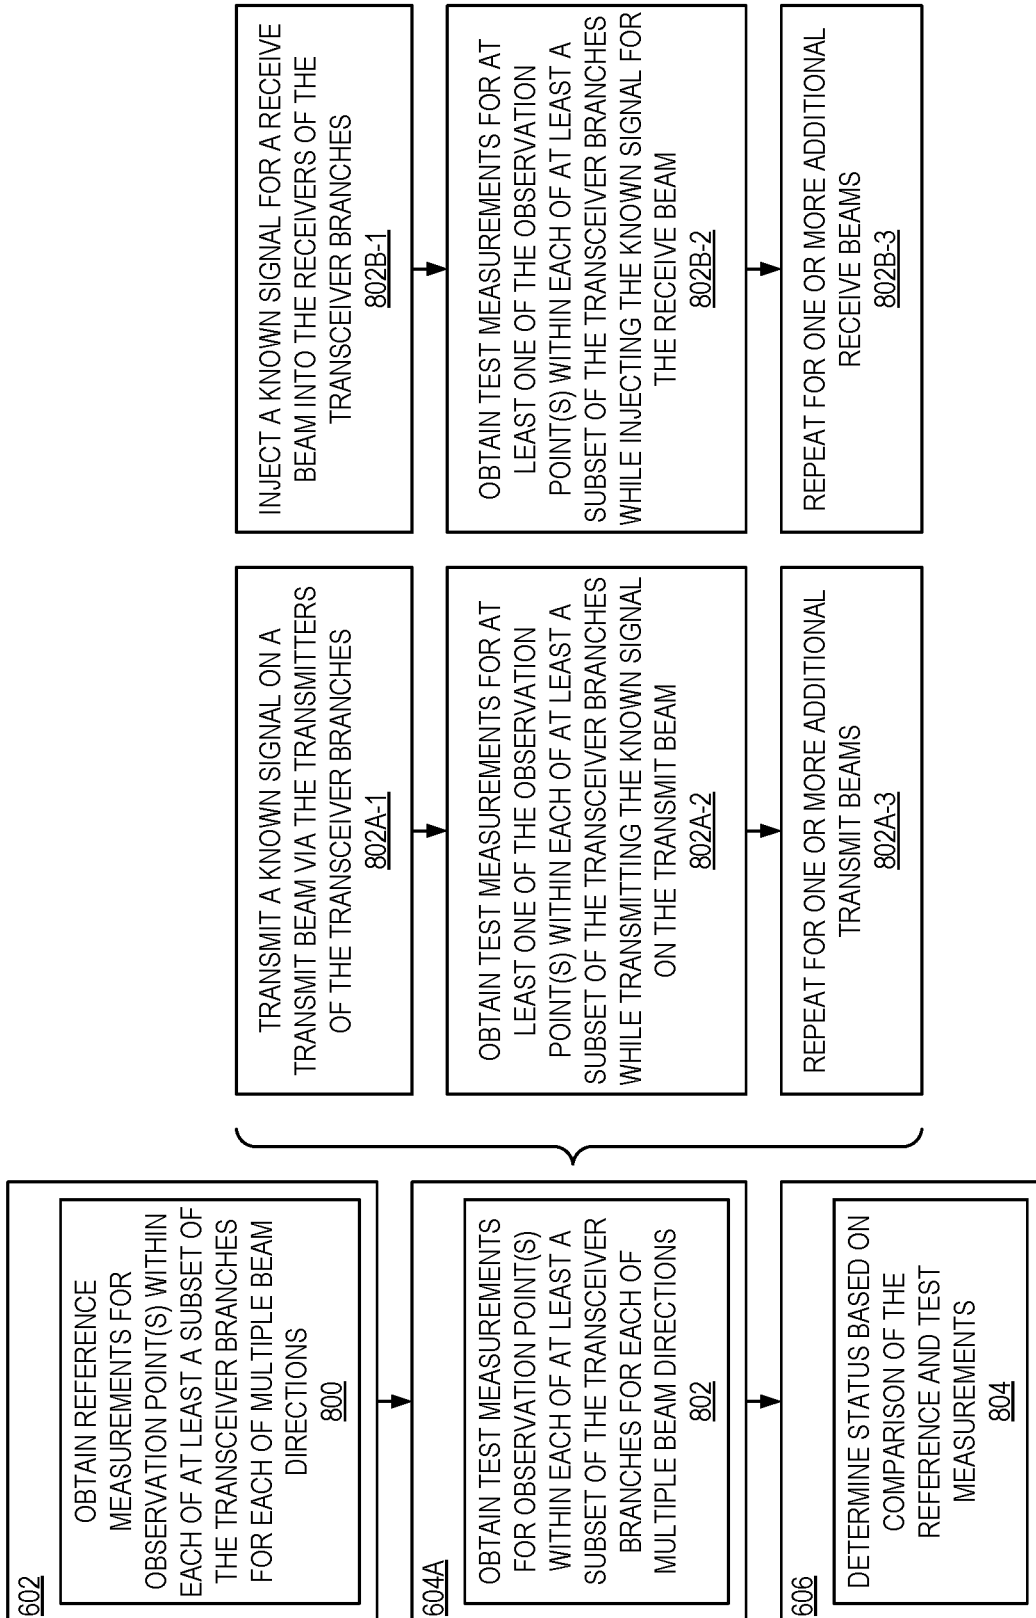 602
OBTAIN REFERENCE
MEASUREMENTS FOR
OBSERVATION POINT(S) WITHIN
EACH OF AT LEAST A SUBSET OF
THE TRANSCEIVER BRANCHES
FOR EACH OF MULTIPLE BEAM
DIRECTIONS
800
604A
OBTAIN TEST MEASUREMENTS
FOR OBSERVATION POINT(S)
WITHIN EACH OF AT LEAST A
SUBSET OF THE TRANSCEIVER
BRANCHES FOR EACH OF
MULTIPLE BEAM DIRECTIONS
802
606
DETERMINE STATUS BASED ON
COMPARISON OF THE
REFERENCE AND TEST
MEASUREMENTS
804
TRANSMIT A KNOWN SIGNAL ON A
TRANSMIT BEAM VIA THE TRANSMITTERS
OF THE TRANSCEIVER BRANCHES
802A-1
OBTAIN TEST MEASUREMENTS FOR AT
LEAST ONE OF THE OBSERVATION
POINT(S) WITHIN EACH OF AT LEAST A
SUBSET OF THE TRANSCEIVER BRANCHES
WHILE TRANSMITTING THE KNOWN SIGNAL
ON THE TRANSMIT BEAM
802A-2
REPEAT FOR ONE OR MORE ADDITIONAL
TRANSMIT BEAMS
802A-3
INJECT A KNOWN SIGNAL FOR A RECEIVE
BEAM INTO THE RECEIVERS OF THE
TRANSCEIVER BRANCHES
802B-1
OBTAIN TEST MEASUREMENTS FOR AT
LEAST ONE OF THE OBSERVATION
POINT(S) WITHIN EACH OF AT LEAST A
SUBSET OF THE TRANSCEIVER BRANCHES
WHILE INJECTING THE KNOWN SIGNAL FOR
THE RECEIVE BEAM
802B-2
REPEAT FOR ONE OR MORE ADDITIONAL
RECEIVE BEAMS
802B-3